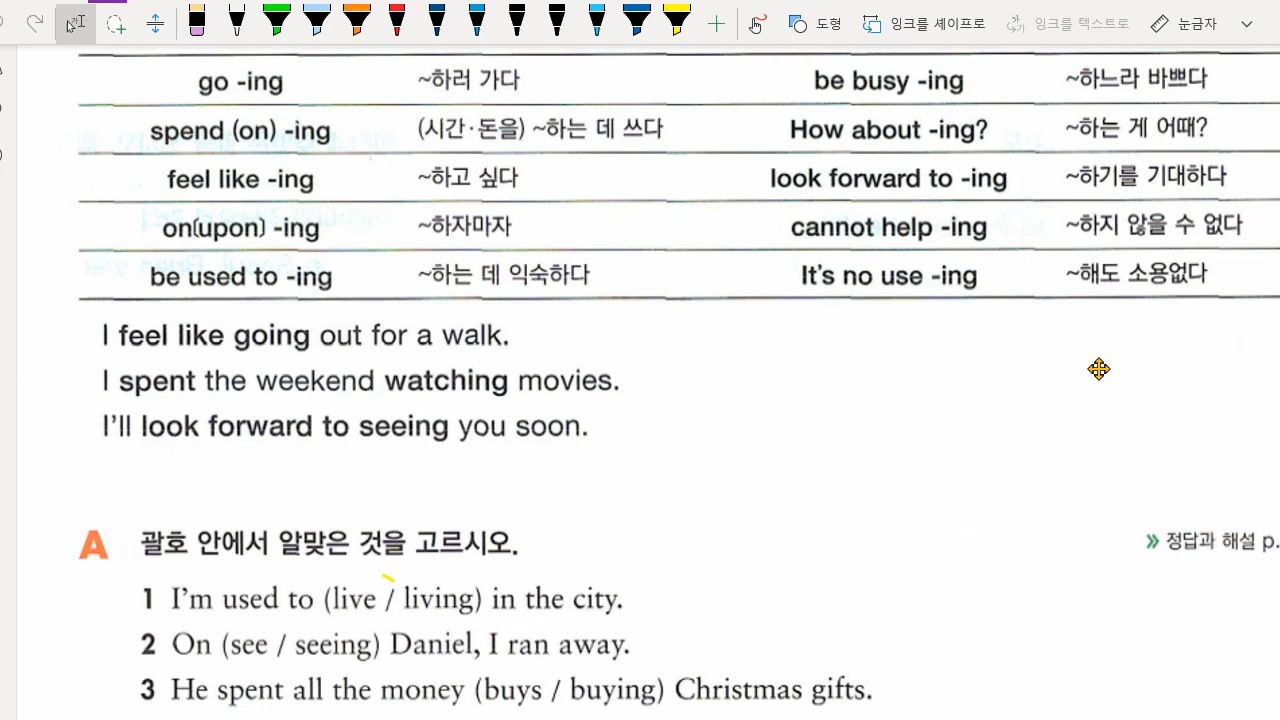 도형 잉크를 셰이프로 잉크를 텍스트로 눈금자
go -ing ~하러 가다 be busy -ing ~하느라 바쁘다
spend (on) -ing (시간·돈을) ~하는 데 쓰다 How about -ing? ~하는 게 어때?
feel like -ing ~하고 싶다 look forward to -ing ~하기를 기대하다
on(upon) -ing ~하자마자 cannot help -ing ~하지 않을 수 없다
be used to -ing ~하는 데 익숙하다 It's no use -ing ~해도 소용없다
I feel like going out for a walk.
I spent the weekend watching movies.
I'll look forward to seeing you soon.
A 괄호 안에서 알맞은 것을 고르시오. » 정답과 해설 p.
1 I'm used to (live / living) in the city.
2 On (see / seeing) Daniel, I ran away.
3 He spent all the money (buys / buying) Christmas gifts.